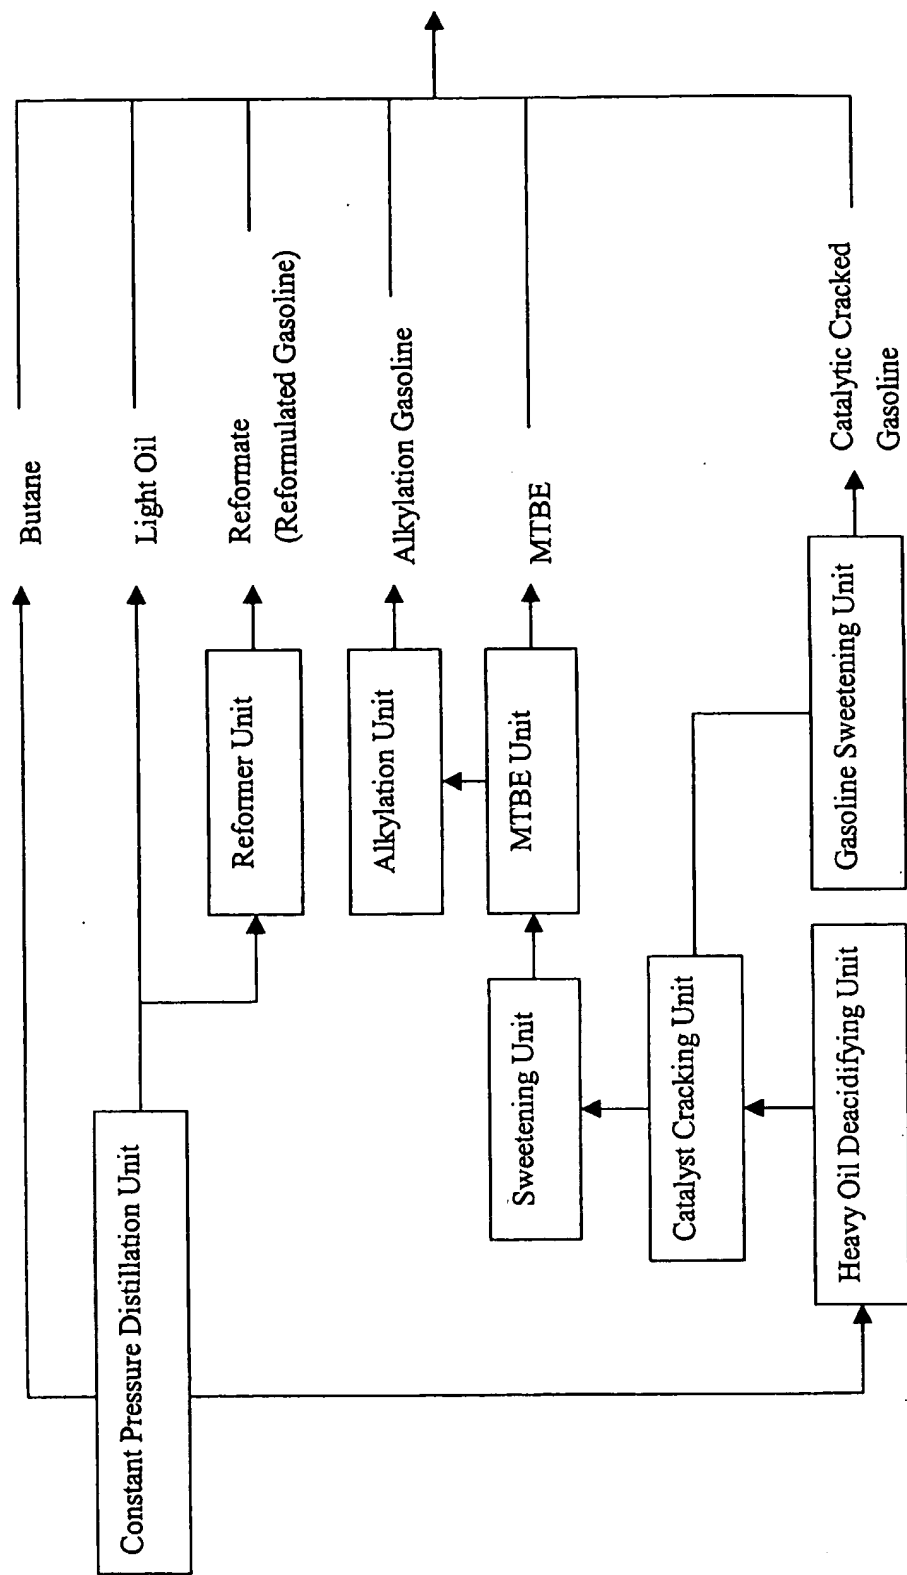 Butane
Constant Pressure Distillation Unit
Light Oil
Reformer Unit
Reformate
(Reformulated Gasoline)
Alkylation Unit
Alkylation Gasoline
Sweetening Unit
MTBE Unit
MTBE
Catalyst Cracking Unit
Heavy Oil Deacidifying Unit
Gasoline Sweetening Unit
Catalytic Cracked
Gasoline